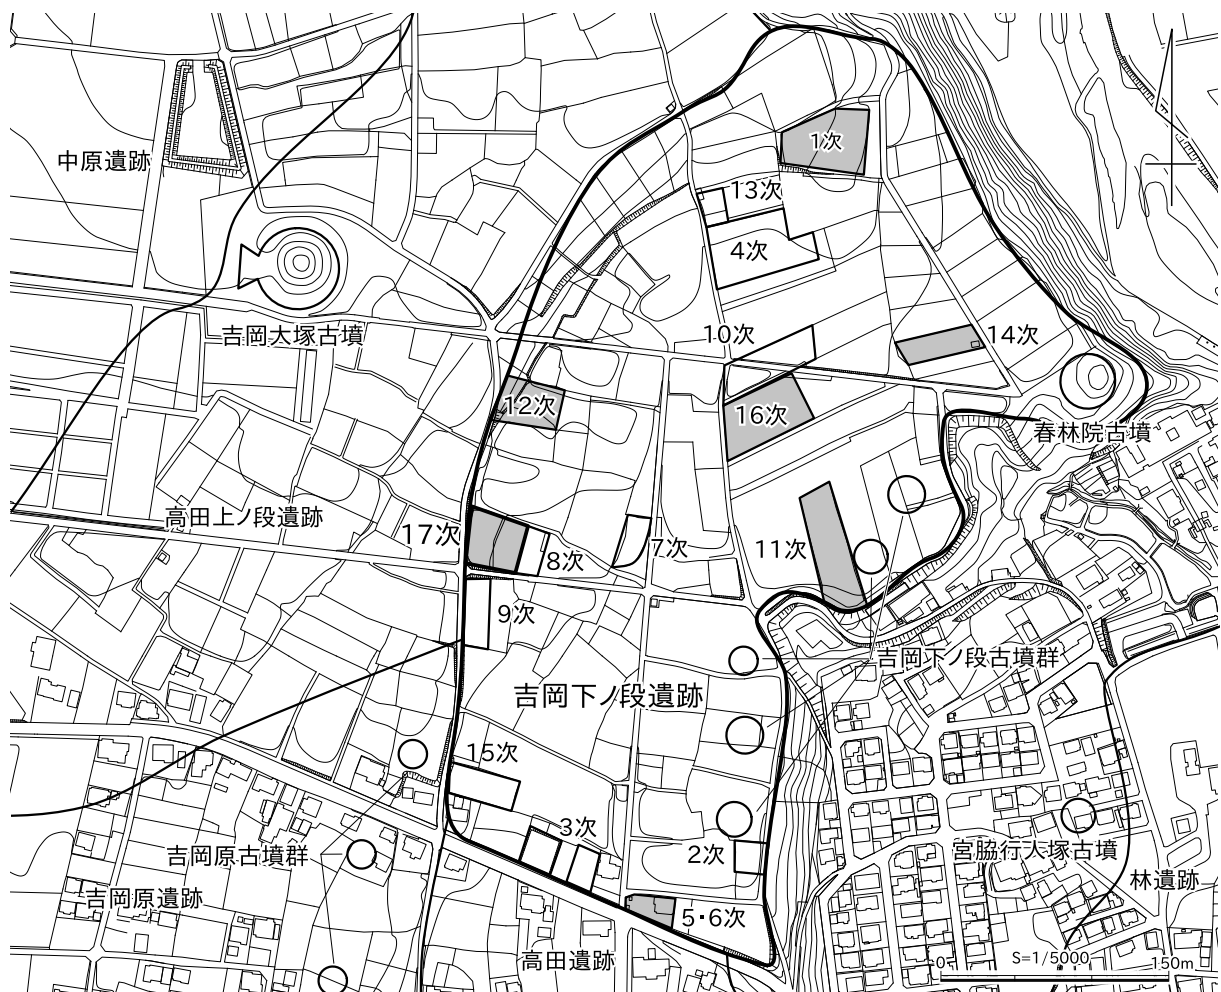 1次
中原遺跡
13次
4次
吉岡大塚古墳
10次
14次
12次
16次
春林院古墳
高田上ノ段遺跡
17次
8次
7次
11次
9次
吉岡下ノ段古墳群
吉岡下ノ段遺跡
15次
3次
2次
吉岡原古墳群
宮脇行人塚古墳
吉岡原遺跡
林遺跡
5・6次
高田遺跡
0 S=1/5000 150m